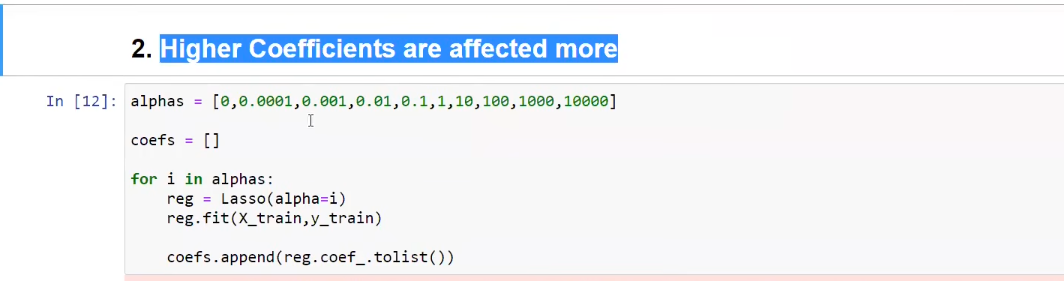 2. Higher Coefficients are affected more
In [12]: alphas = [0,0.0001,0.001,0.01,0.1,1,10,100,1000,10000]
coefs = []
for i in alphas:
    reg = Lasso(alpha=i)
    reg.fit(X_train,y_train)
    coefs.append(reg.coef_.tolist())